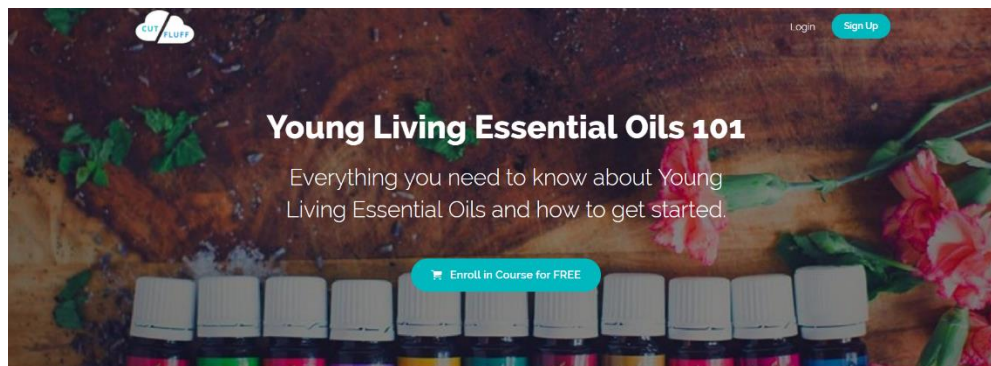 CUT
FLUFF
Login
Sign Up
Young Living Essential Oils 101
Everything you need to know about Young
Living Essential Oils and how to get started.
Enroll in Course for FREE